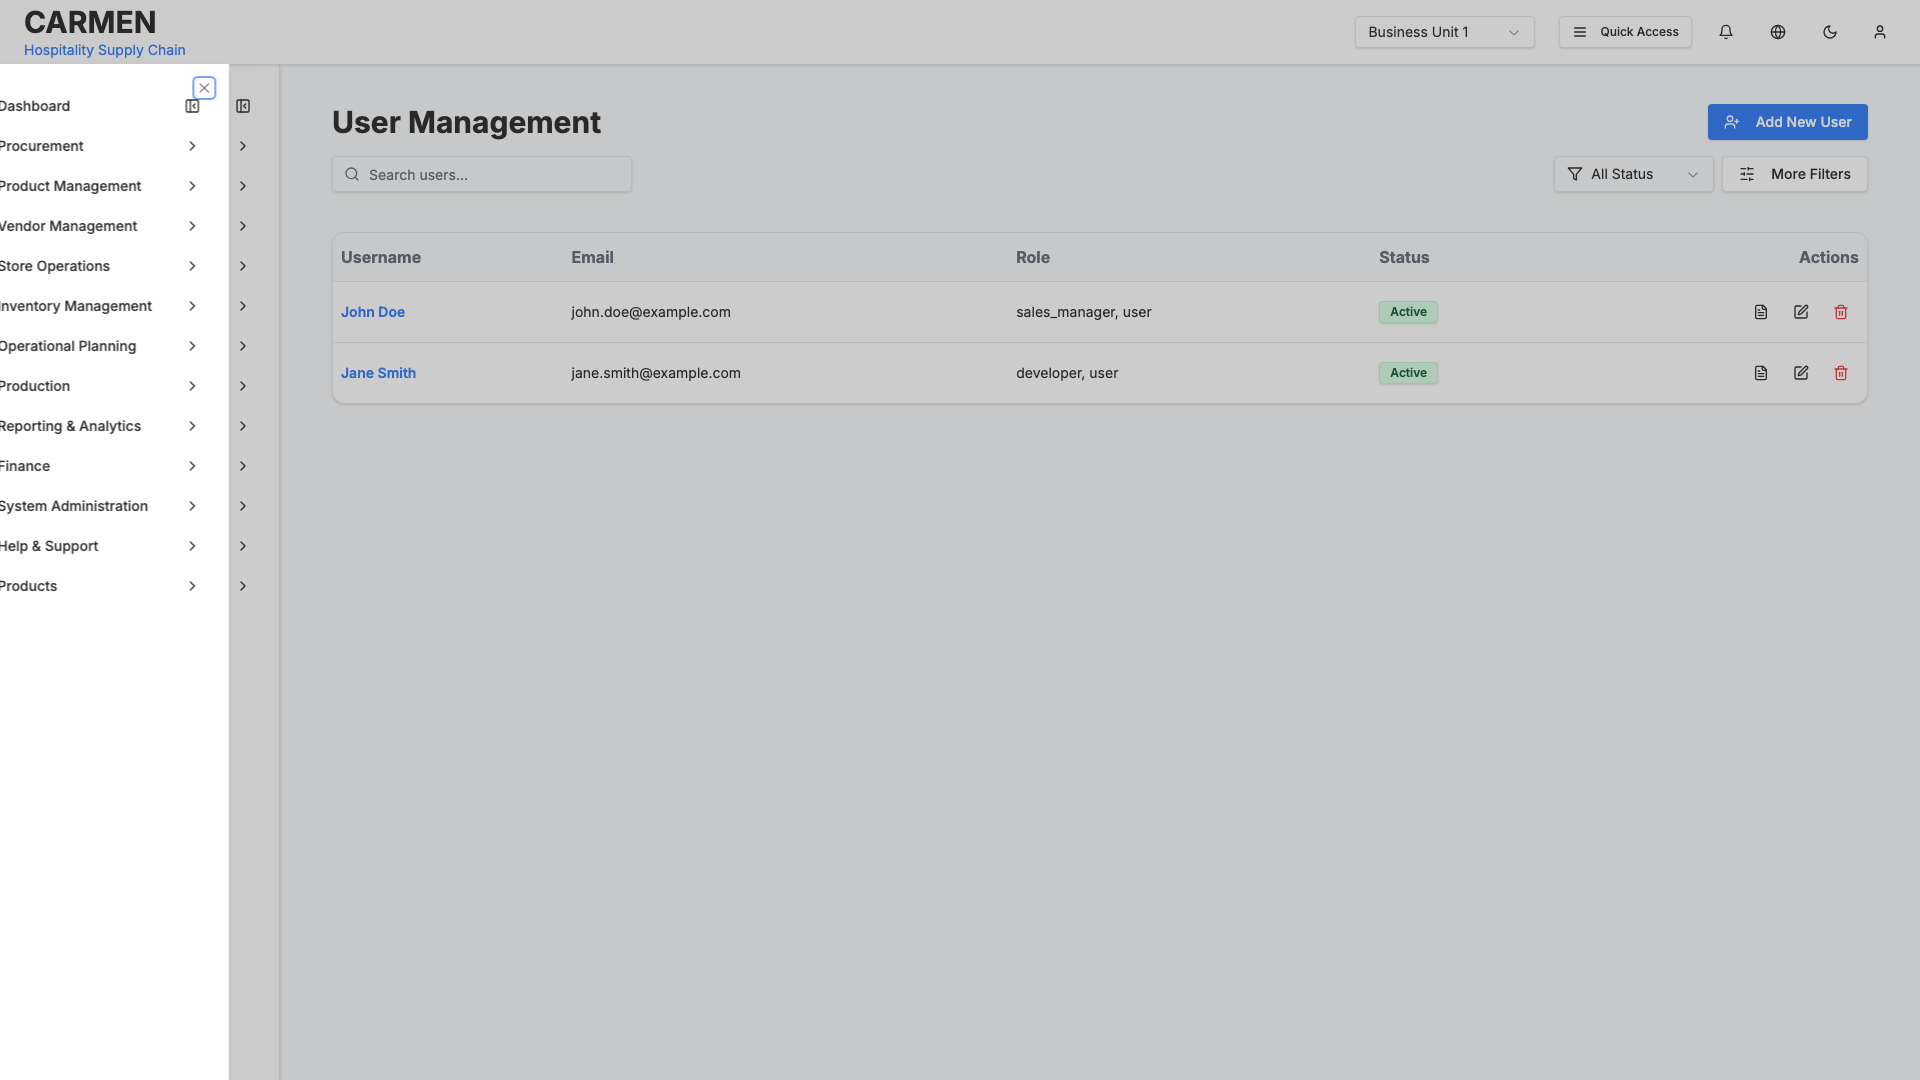 CARMEN
Hospitality Supply Chain
Business Unit 1
Quick Access
Dashboard
Procurement
Product Management
Vendor Management
Store Operations
Inventory Management
Operational Planning
Production
Reporting & Analytics
Finance
System Administration
Help & Support
Products
User Management
Add New User
Search users...
All Status
More Filters
Username Email Role Status Actions
John Doe john.doe@example.com sales_manager, user Active
Jane Smith jane.smith@example.com developer, user Active